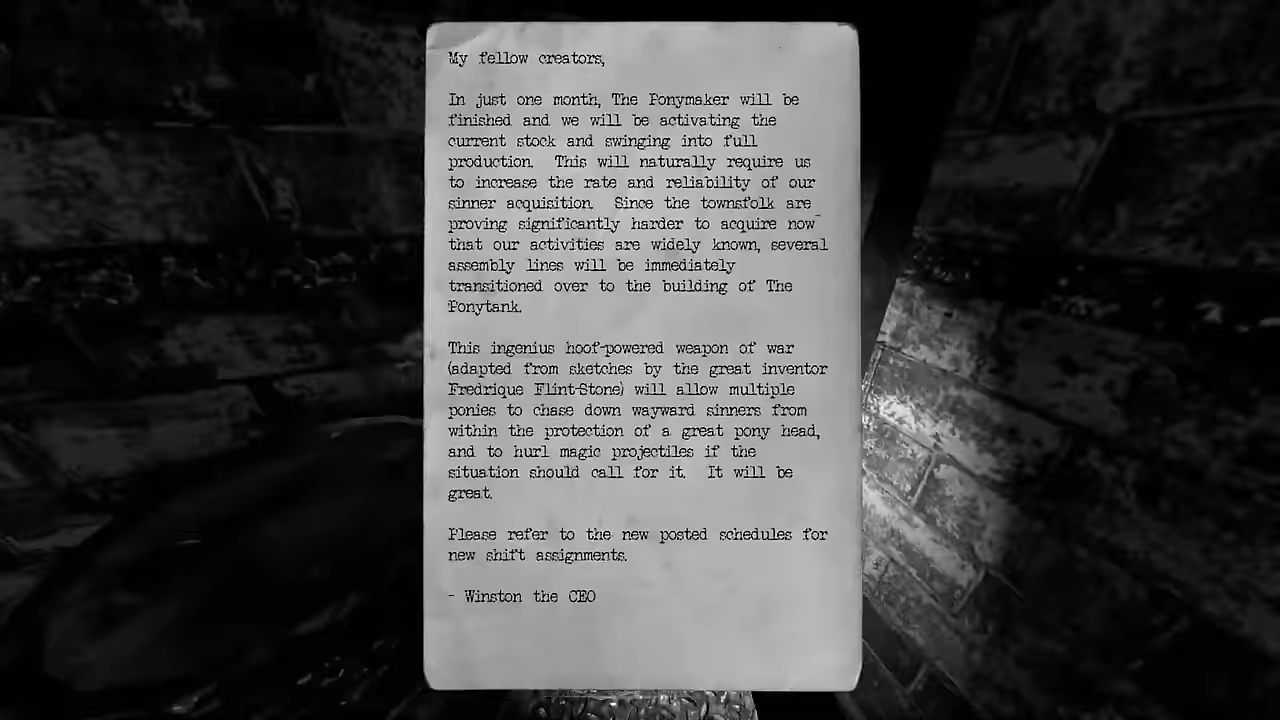 My fellow creators,
In just one month, The Ponymaker will be
finished and we will be activating the
current stock and swinging into full
production.  This will naturally require us
to increase the rate and reliability of our
sinner acquisition.  Since the townsfolk are
proving significantly harder to acquire now
that our activities are widely known, several
assembly lines will be immediately
transitioned over to the building of The
Ponytank.
This ingenius hoof-powered weapon of war
(adapted from sketches by the great inventor
Fredrique Flint-Stone) will allow multiple
ponies to chase down wayward sinners from
within the protection of a great pony head,
and to hurl magic projectiles if the
situation should call for it.  It will be
great.
Please refer to the new posted schedules for
new shift assignments.
- Winston the CEO